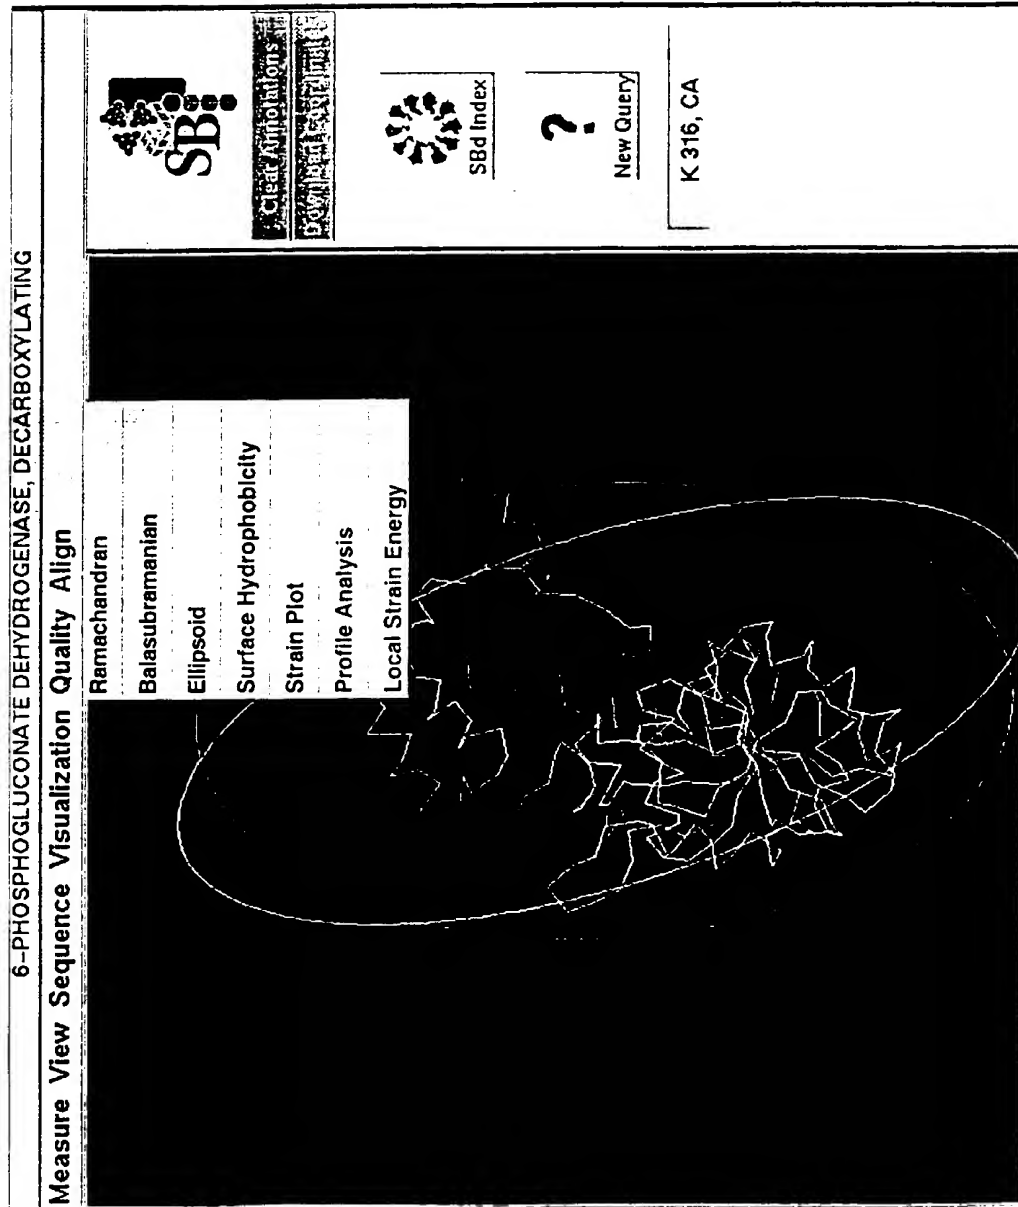 6-PHOSPHOGLUCONATE DEHYDROGENASE, DECARBOXYLATING
Measure View Sequence Visualization Quality Align
Ramachandran
Balasubramanian
Ellipsoid
Surface Hydrophobicity
Strain Plot
Profile Analysis
Local Strain Energy
SB
Clear Annotations
Download
SBd Index
?
New Query
K 316, CA